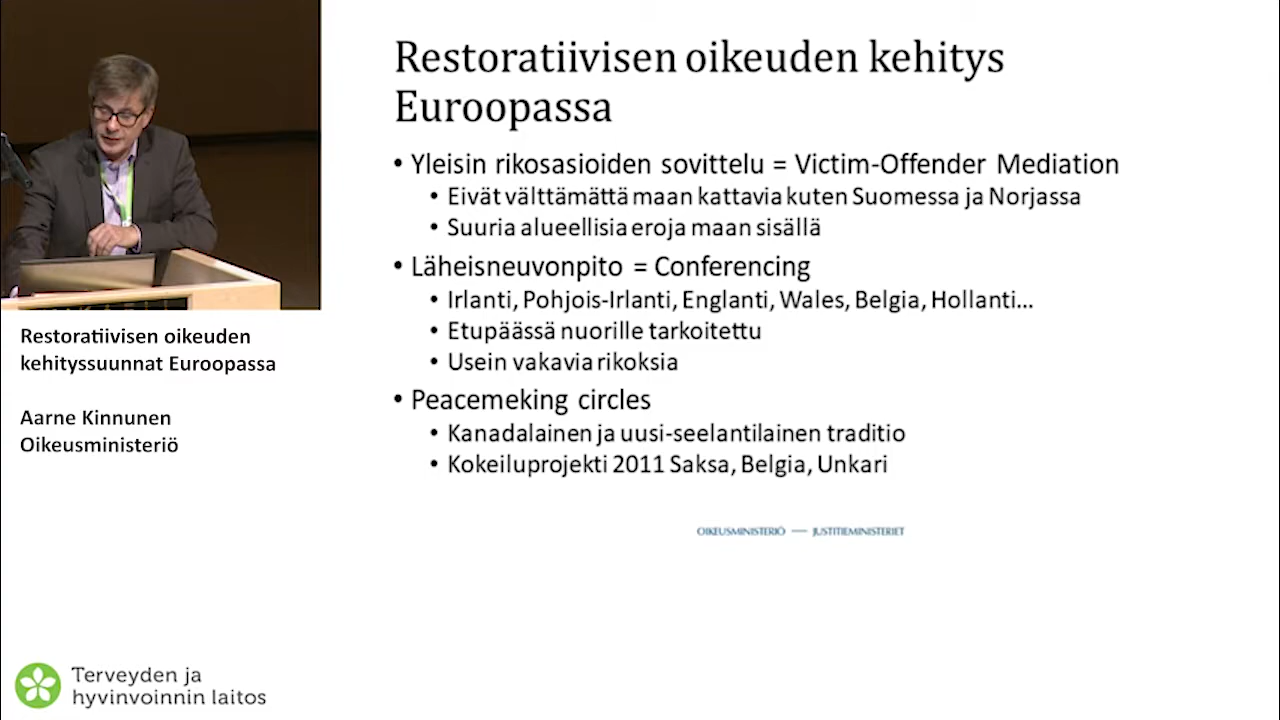 Restoratiivisen oikeuden kehitys
Euroopassa
• Yleisin rikosasioiden sovittelu = Victim-Offender Mediation
• Eivät välttämättä maan kattavia kuten Suomessa ja Norjassa
• Suuria alueellisia eroja maan sisällä
• Läheisneuvonpito = Conferencing
• Irlanti, Pohjois-Irlanti, Englanti, Wales, Belgia, Hollanti…
• Etupäässä nuorille tarkoitettu
• Usein vakavia rikoksia
• Peacemeking circles
• Kanadalainen ja uusi-seelantilainen traditio
• Kokeiluprojekti 2011 Saksa, Belgia, Unkari
OIKEUSMINISTERIÖ — JUSTITIEMINISTERIET
Restoratiivisen oikeuden
kehityssuunnat Euroopassa
Aarne Kinnunen
Oikeusministeriö
Terveyden ja
hyvinvoinnin laitos